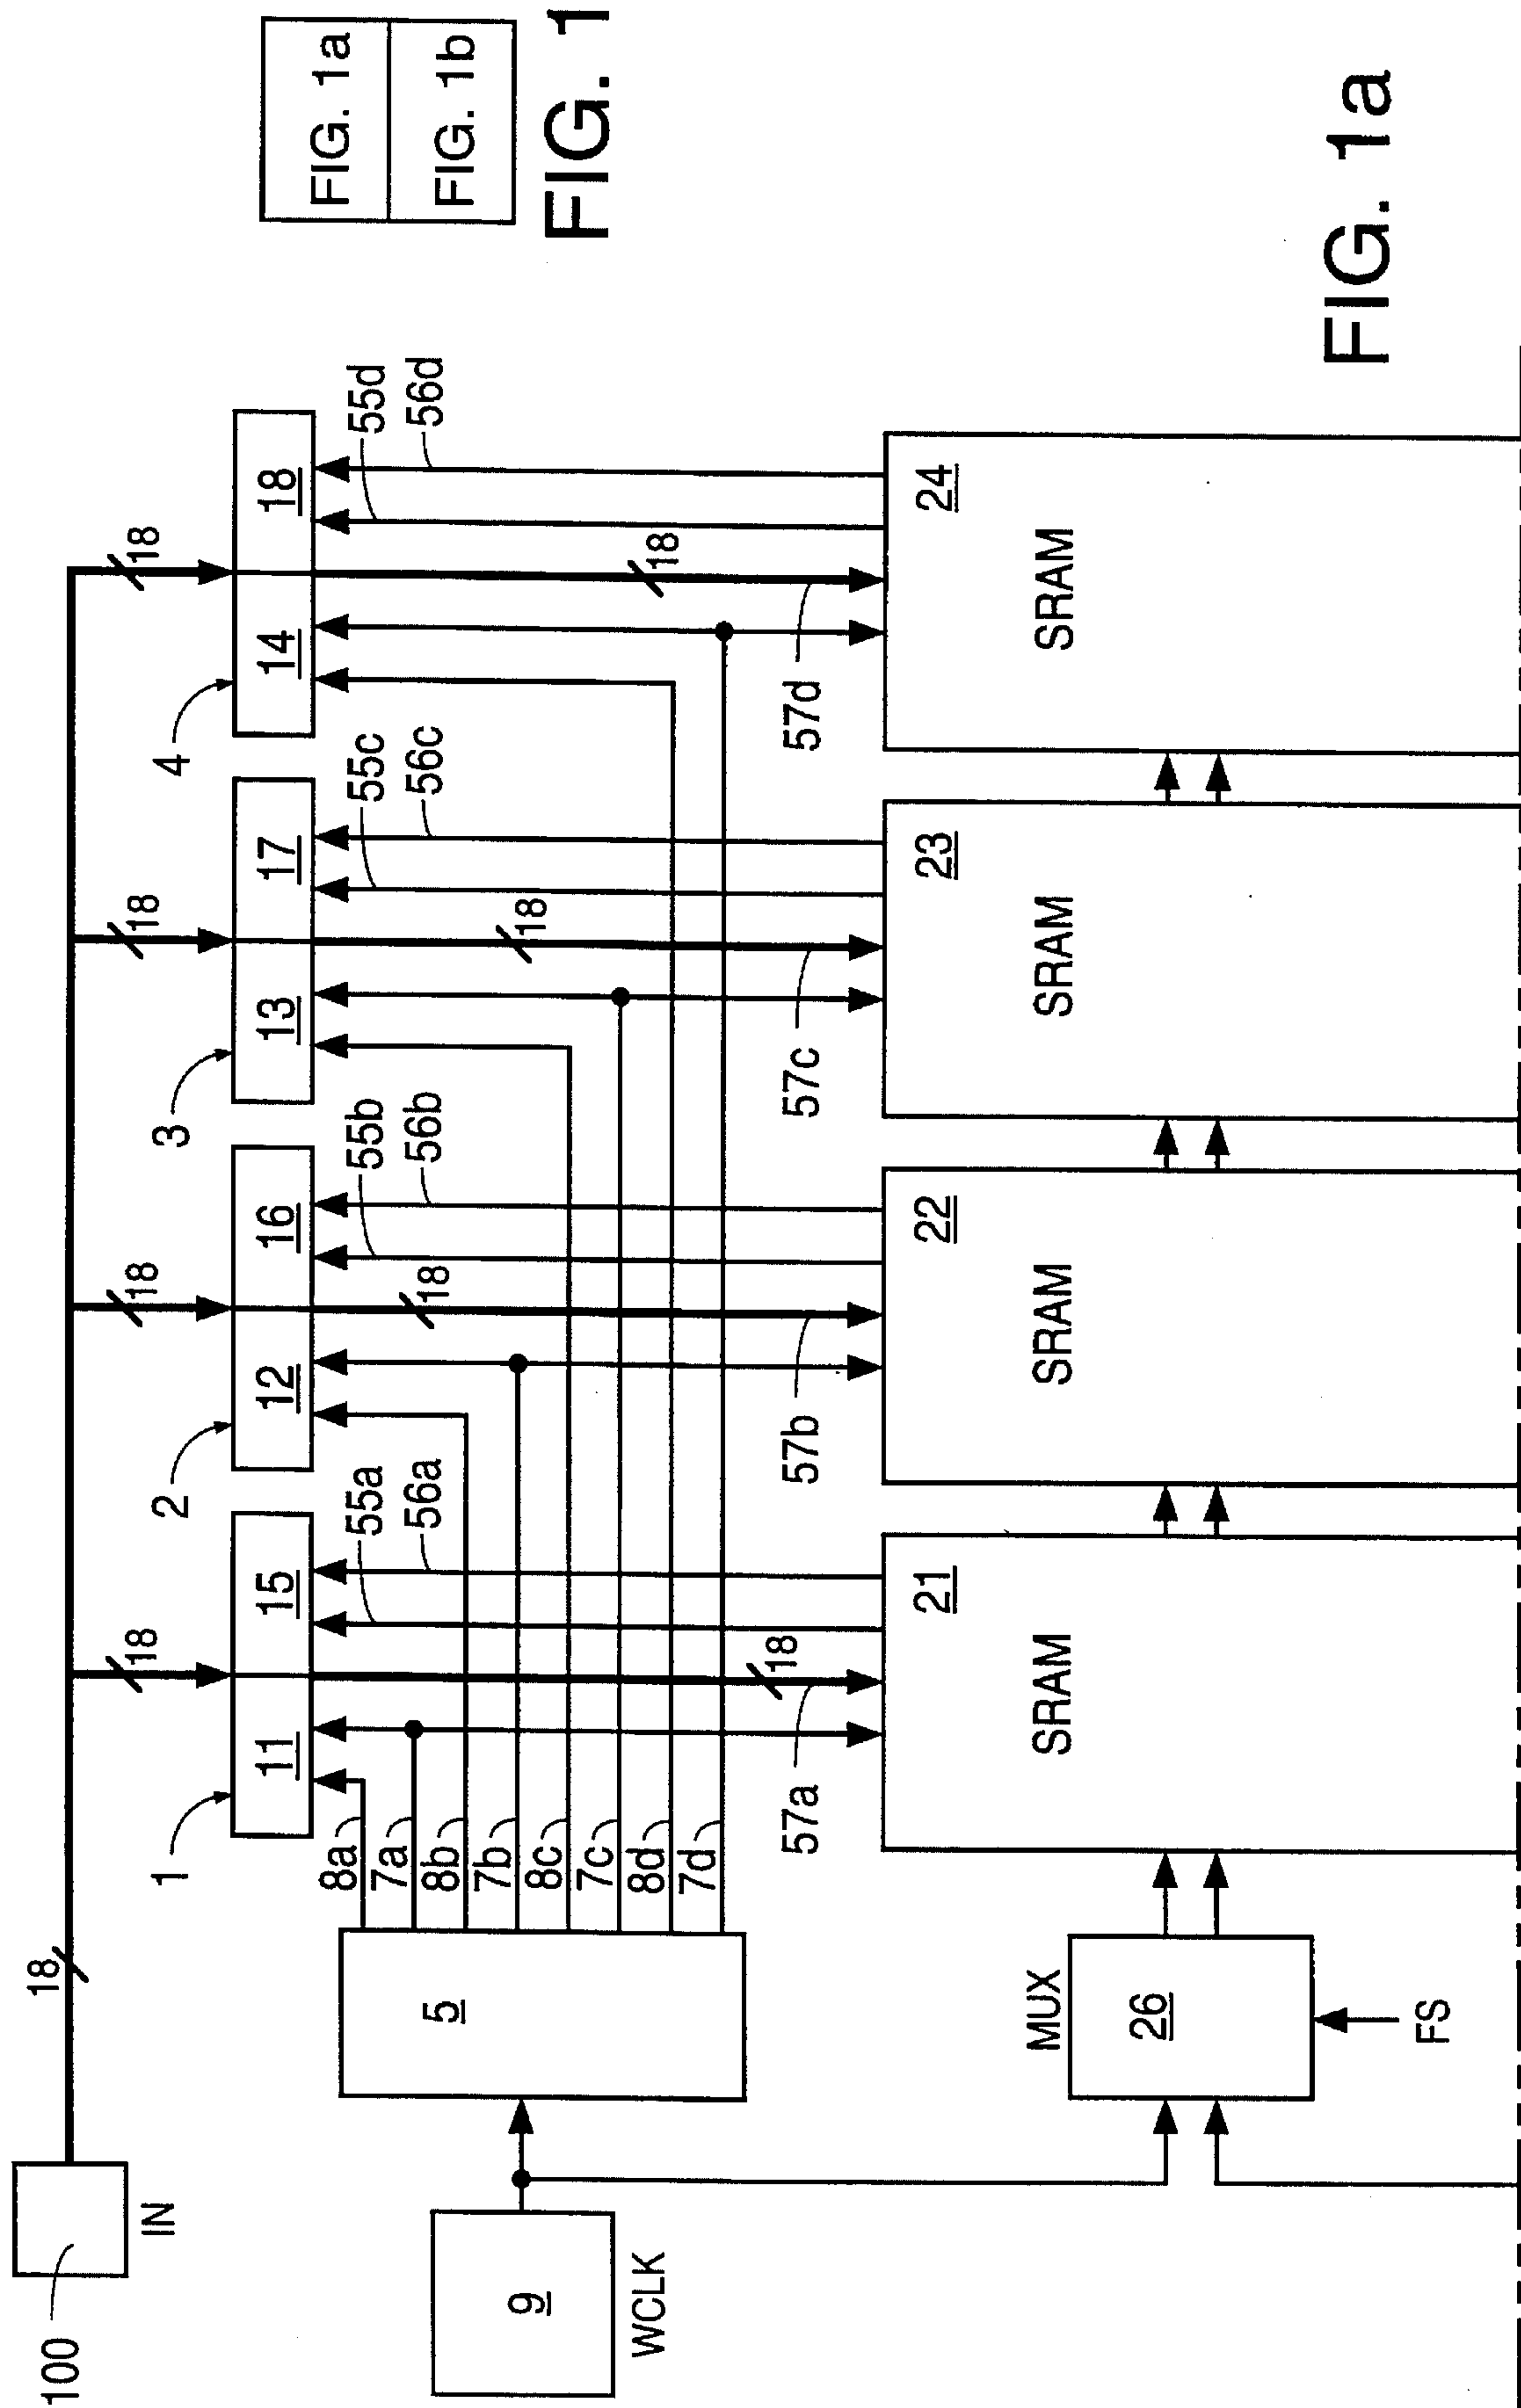 100
IN
18
FIG. 1a
FIG. 1b
FIG. 1
18
18
18
18
1
2
3
4
11
15
12
16
13
17
14
18
8a
7a
8b
7b
8c
7c
8d
7d
55a
56a
55b
56b
55c
56c
55d
56d
5
9
WCLK
18
18
18
18
57a
57b
57c
57d
21
SRAM
22
SRAM
23
SRAM
24
SRAM
MUX
26
FS
FIG. 1a